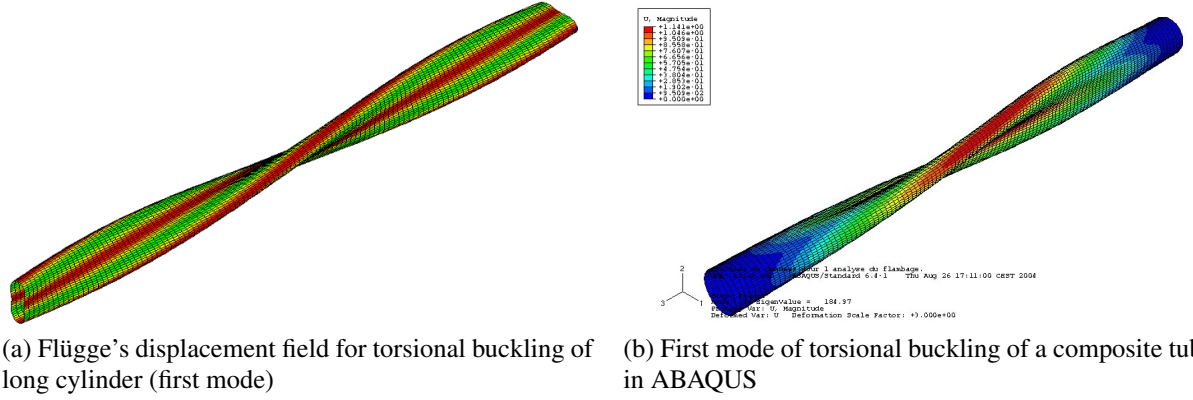 U, Magnitude
+1.141e+00
+1.046e+00
+9.509e-01
+8.558e-01
+7.607e-01
+6.656e-01
+5.705e-01
+4.754e-01
+3.804e-01
+2.853e-01
+1.902e-01
+9.509e-02
+0.000e+00
2
3
1
pour l analyse du flambage.
ABAQUS/Standard 6.4-1 Thu Aug 26 17:11:00 CEST 2004
EigenValue = 184.97
Var: U, Magnitude
Deformed Var: U Deformation Scale Factor: +3.000e+00
(a) Flügge's displacement field for torsional buckling of
long cylinder (first mode)
(b) First mode of torsional buckling of a composite
in ABAQUS